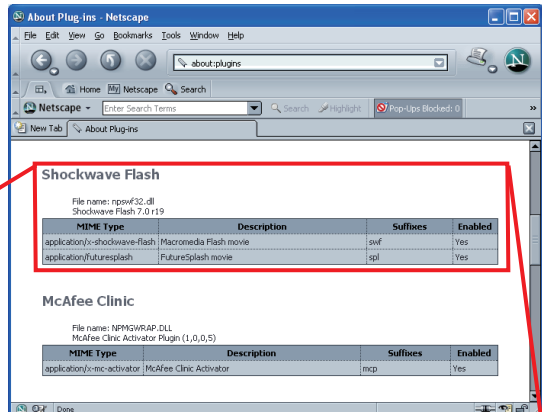 About Plug-ins - Netscape
File Edit View Go Bookmarks Tools Window Help
about:plugins
Home My Netscape Search
Netscape Enter Search Terms Search Highlight Pop-Ups Blocked: 0
New Tab About Plug-ins
Shockwave Flash
File name: npswf32.dll
Shockwave Flash 7.0 r19
MIME Type Description Suffixes Enabled
application/x-shockwave-flash Macromedia Flash movie swf Yes
application/futuresplash FutureSplash movie spl Yes
McAfee Clinic
File name: NPMGWRAP.DLL
McAfee Clinic Activator Plugin (1,0,0,5)
MIME Type Description Suffixes Enabled
application/x-mc-activator McAfee Clinic Activator mcp Yes
Done